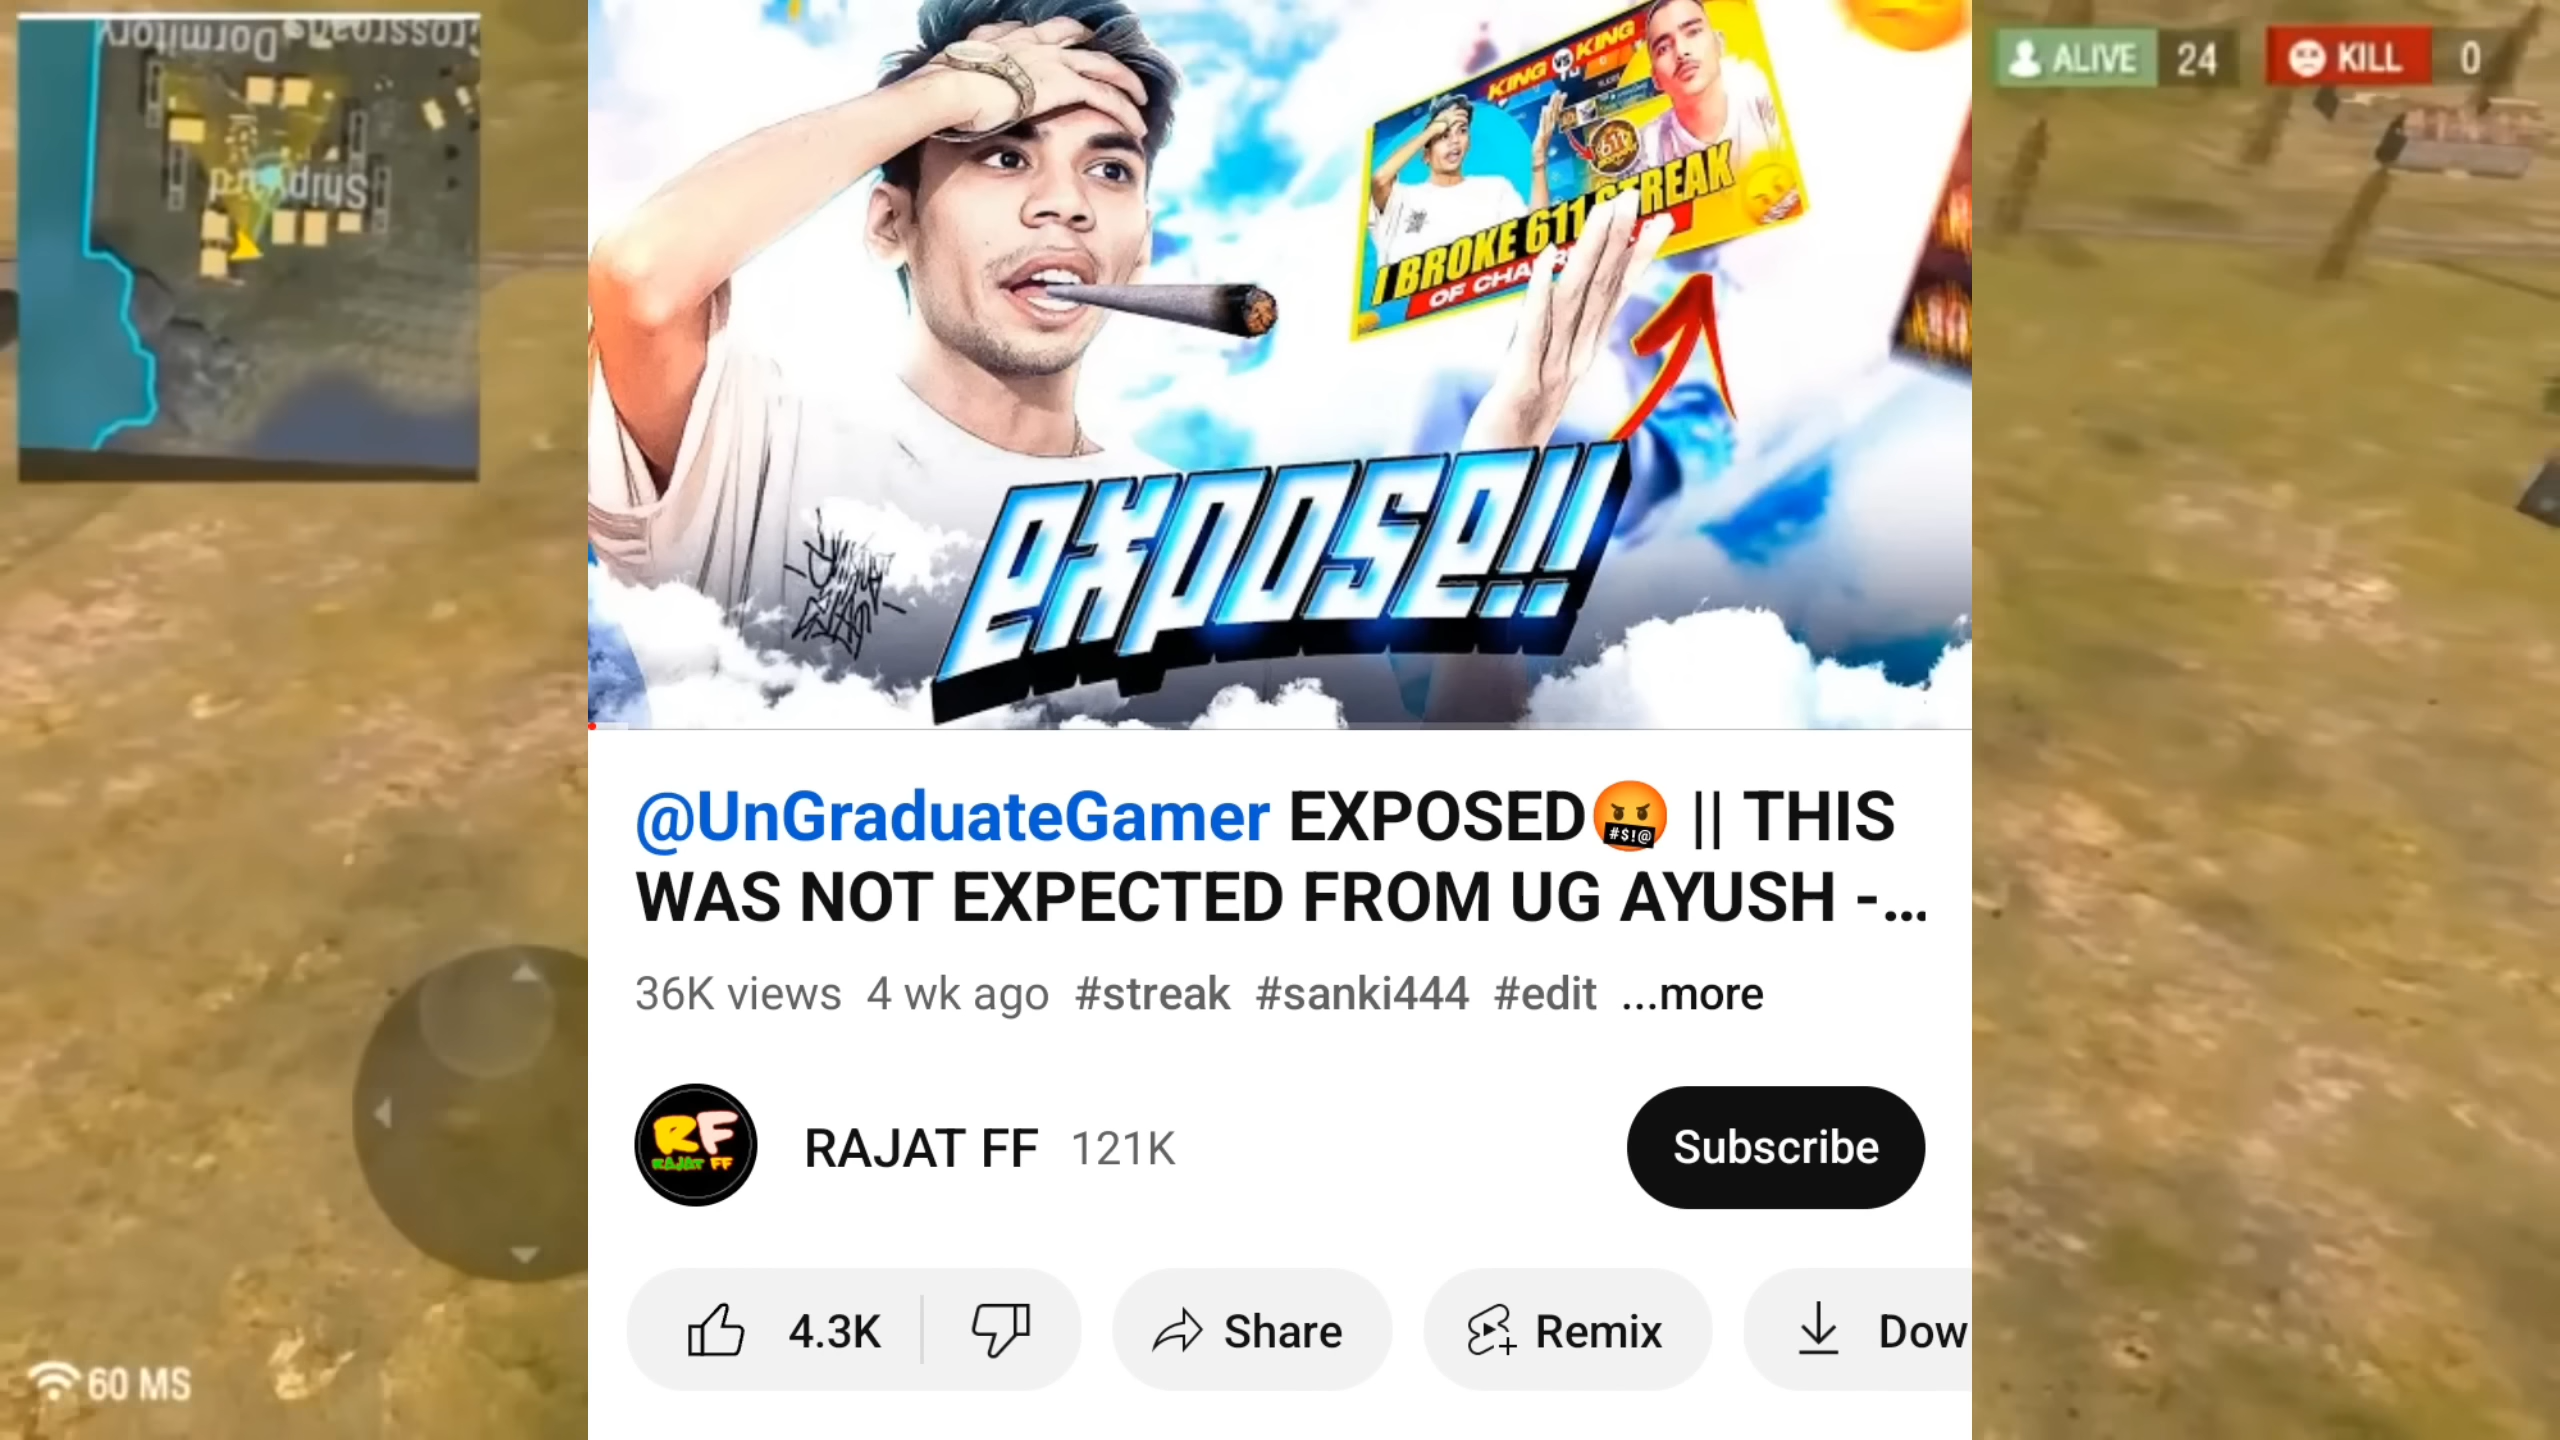 Dormitory
Shipyard
ALIVE 24 KILL 0
KING VS KING
I BROKE 611 STREAK
expose!!
@UnGraduateGamer EXPOSED🤬 || THIS
WAS NOT EXPECTED FROM UG AYUSH -...
36K views 4 wk ago #streak #sanki444 #edit ...more
RF
RAJAT FF
RAJAT FF 121K
Subscribe
4.3K
Share
Remix
Dow
60 MS